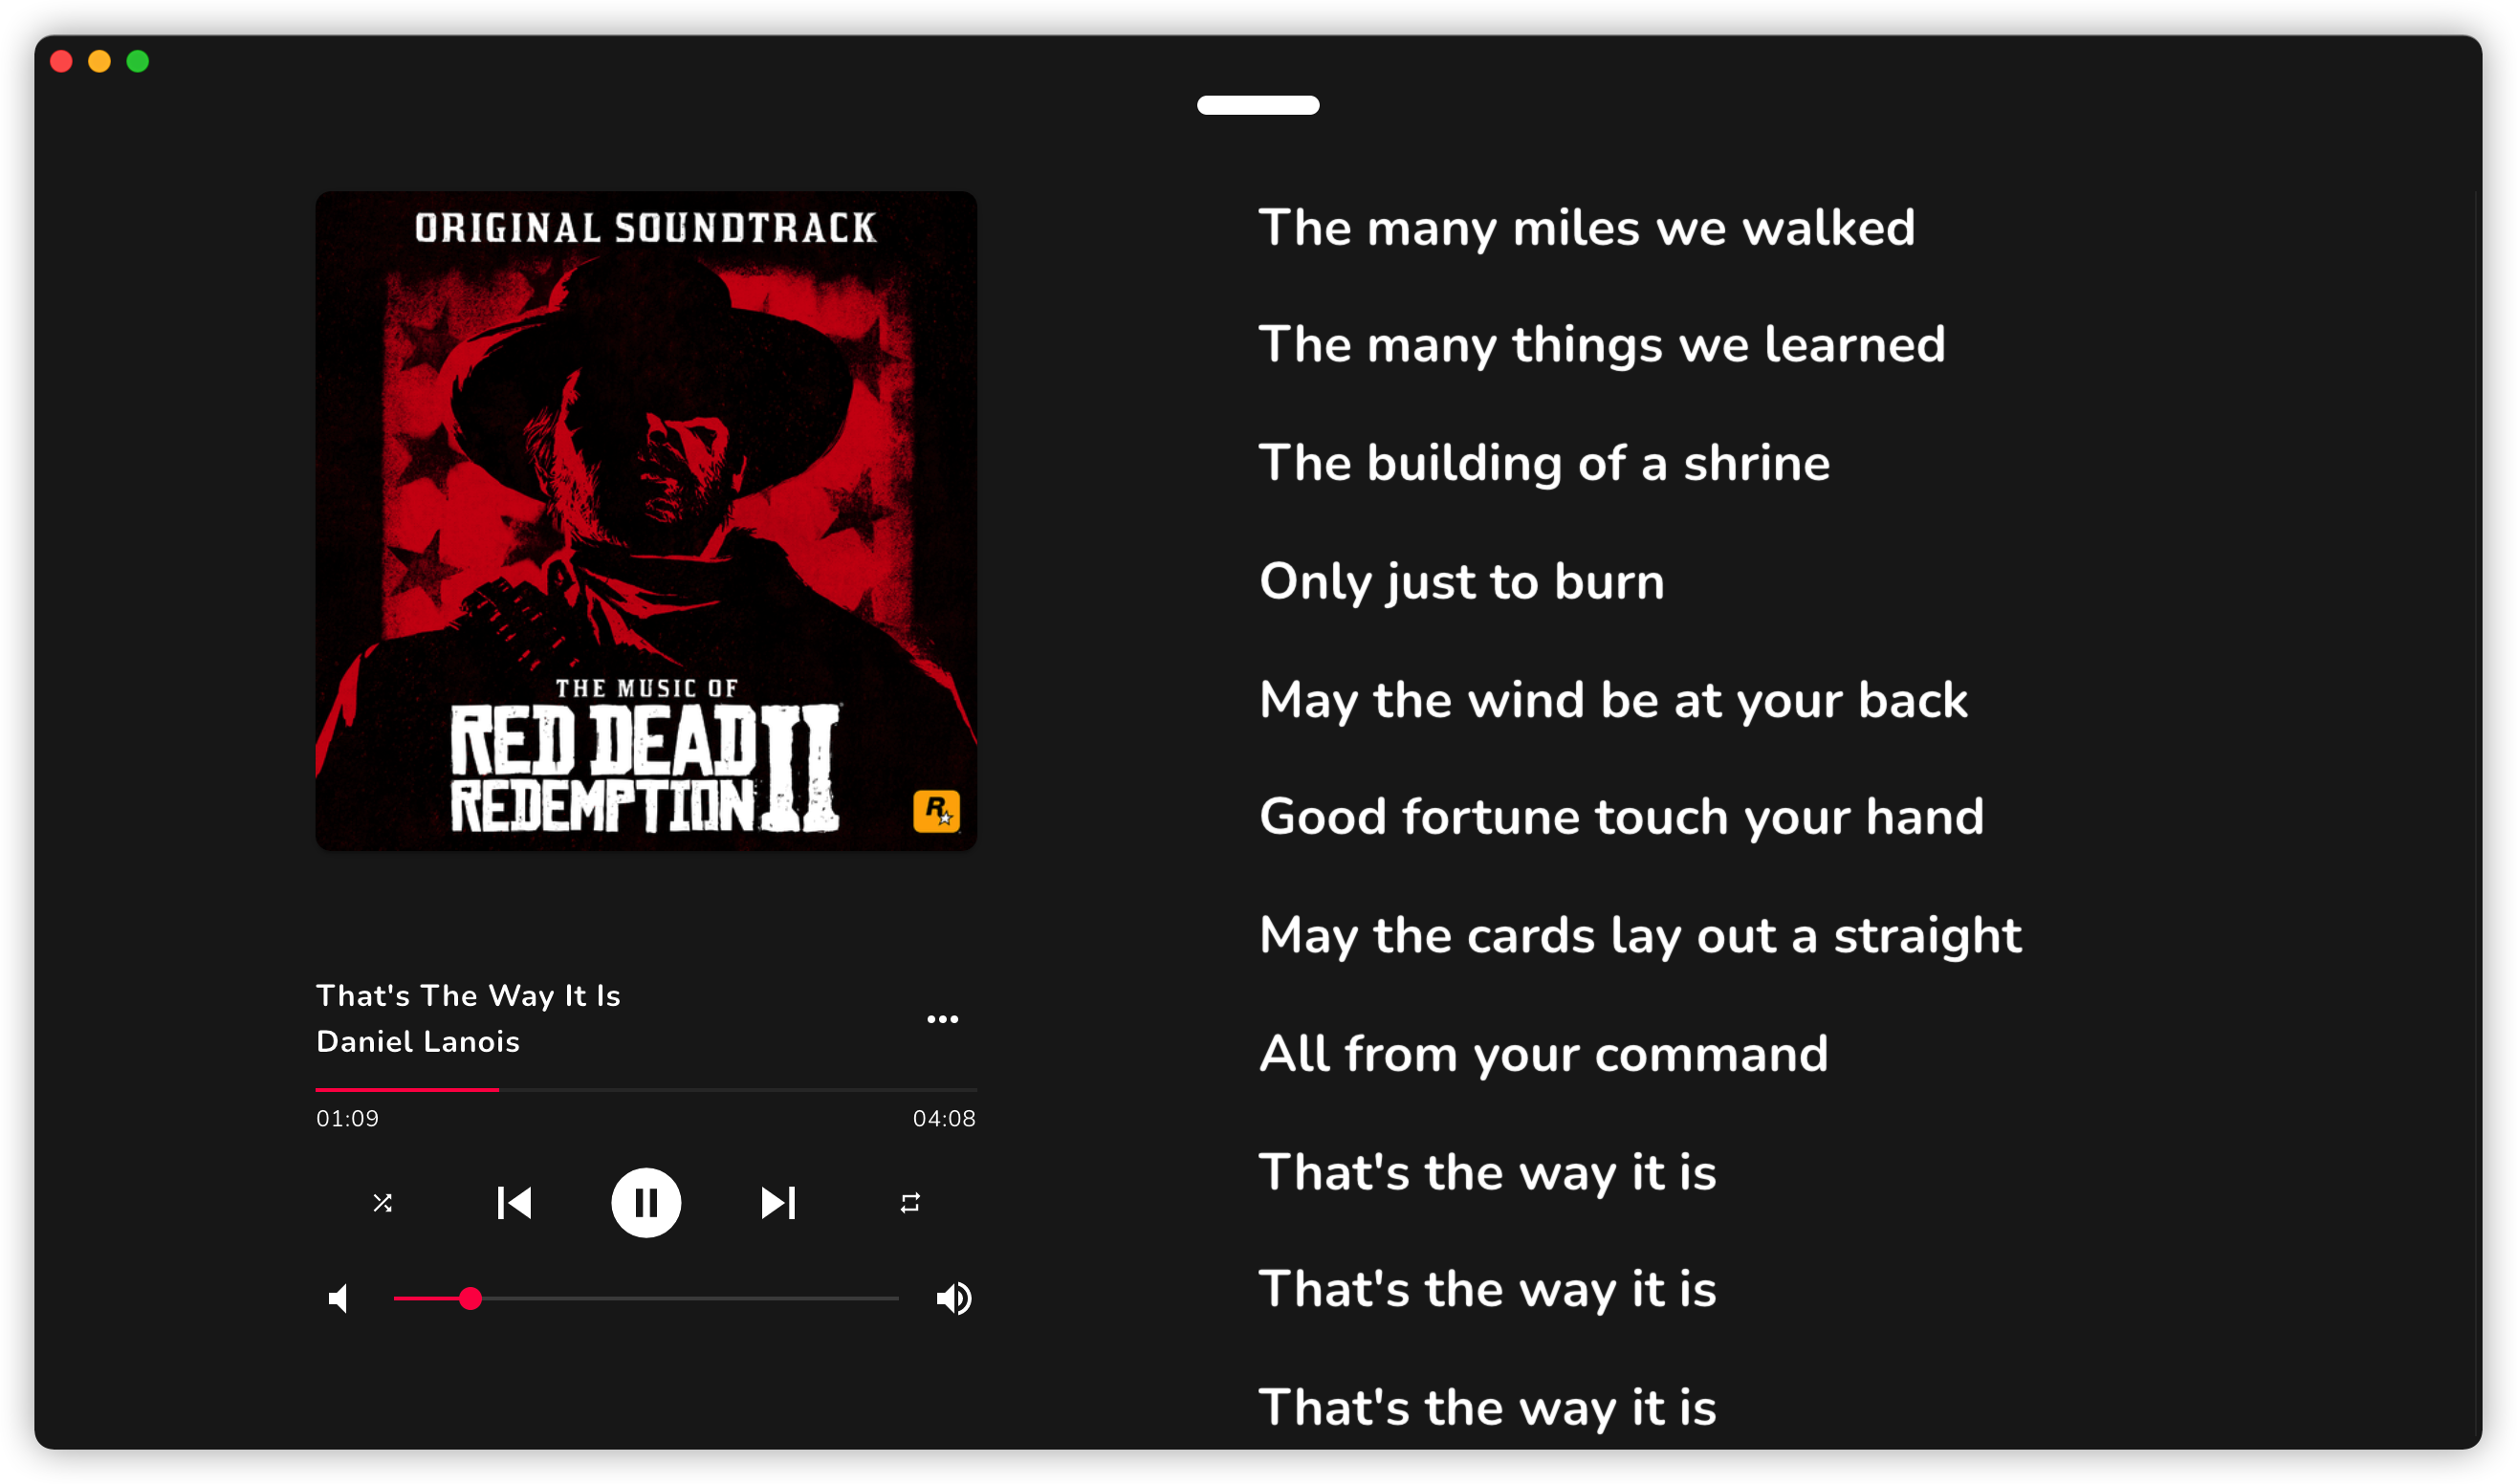 ORIGINAL SOUNDTRACK
THE MUSIC OF
RED DEAD
REDEMPTION II
R
That's The Way It Is
Daniel Lanois
01:09
04:08
The many miles we walked
The many things we learned
The building of a shrine
Only just to burn
May the wind be at your back
Good fortune touch your hand
May the cards lay out a straight
All from your command
That's the way it is
That's the way it is
That's the way it is